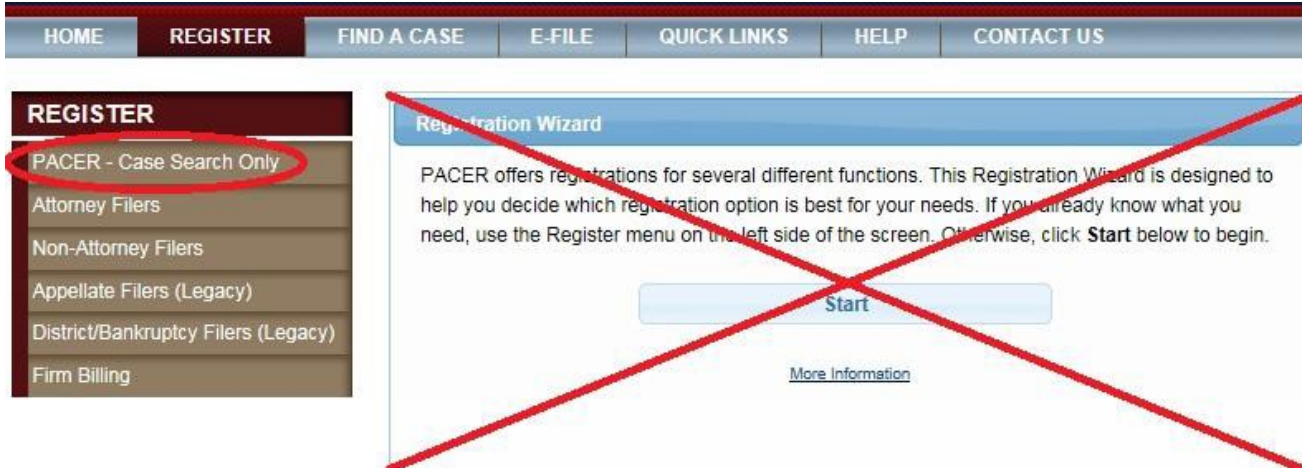 HOME REGISTER FIND A CASE E-FILE QUICK LINKS HELP CONTACT US
REGISTER
PACER - Case Search Only
Attorney Filers
Non-Attorney Filers
Appellate Filers (Legacy)
District/Bankruptcy Filers (Legacy)
Firm Billing
Registration Wizard
PACER offers registrations for several different functions. This Registration Wizard is designed to
help you decide which registration option is best for your needs. If you already know what you
need, use the Register menu on the left side of the screen. Otherwise, click Start below to begin.
Start
More Information